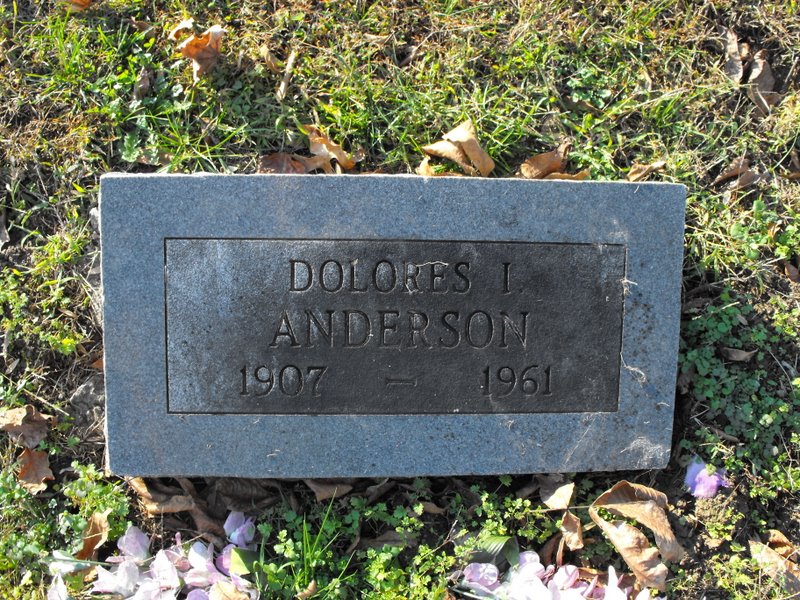 DOLORES I.
ANDERSON
1907 — 1961